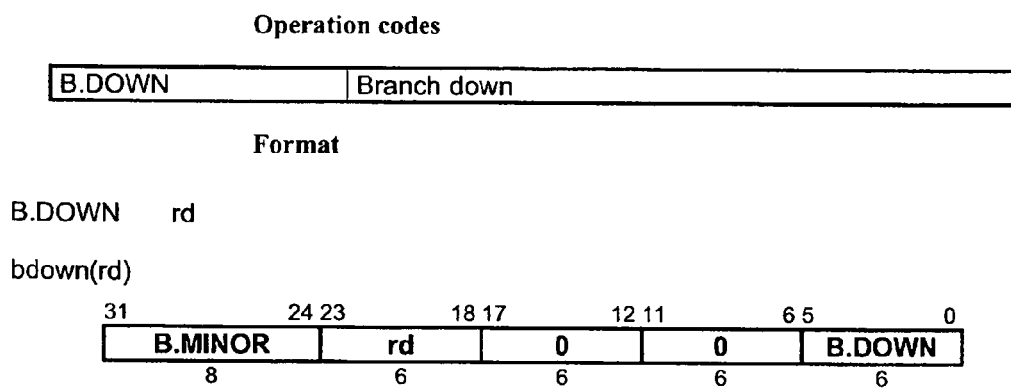 Operation codes
B.DOWN Branch down
Format
B.DOWN rd
bdown(rd)
31 24 23 18 17 12 11 6 5 0
B.MINOR rd 0 0 B.DOWN
8 6 6 6 6